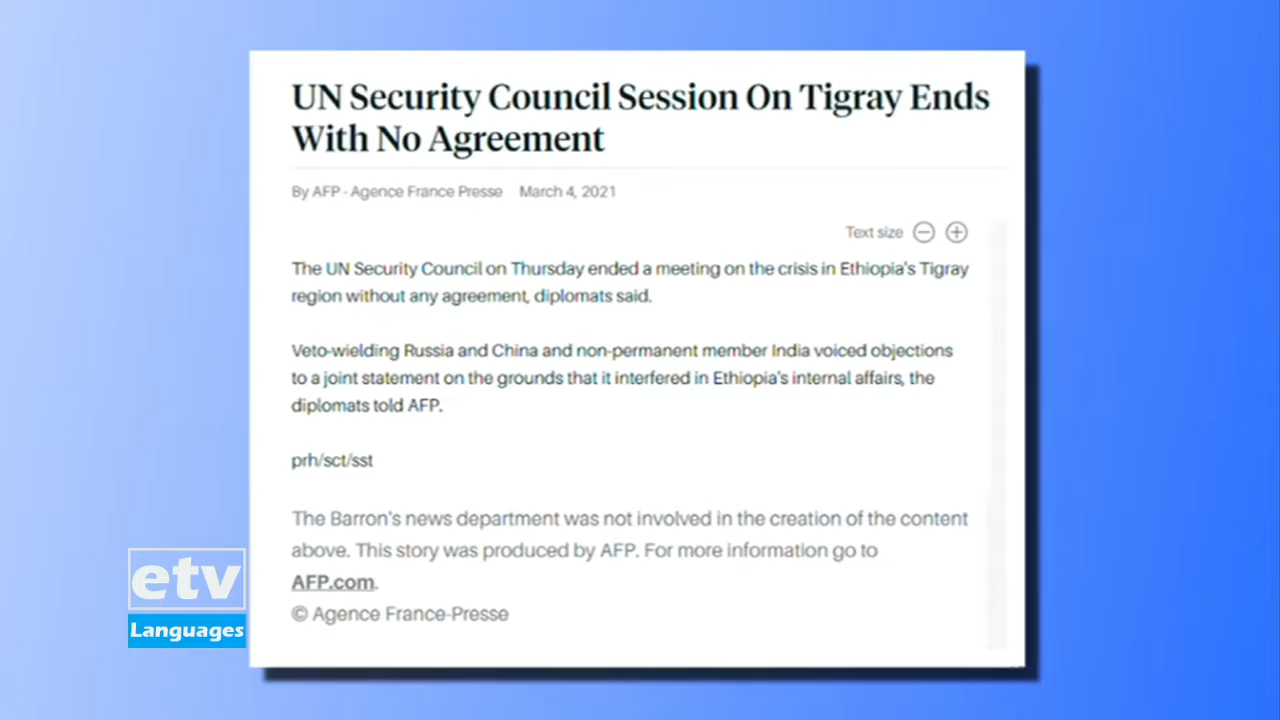 UN Security Council Session On Tigray Ends
With No Agreement
By AFP - Agence France Presse March 4, 2021
Text size
The UN Security Council on Thursday ended a meeting on the crisis in Ethiopia's Tigray
region without any agreement, diplomats said.
Veto-wielding Russia and China and non-permanent member India voiced objections
to a joint statement on the grounds that it interfered in Ethiopia's internal affairs, the
diplomats told AFP.
prh/sct/sst
The Barron's news department was not involved in the creation of the content
above. This story was produced by AFP. For more information go to
AFP.com.
© Agence France-Presse
etv
Languages